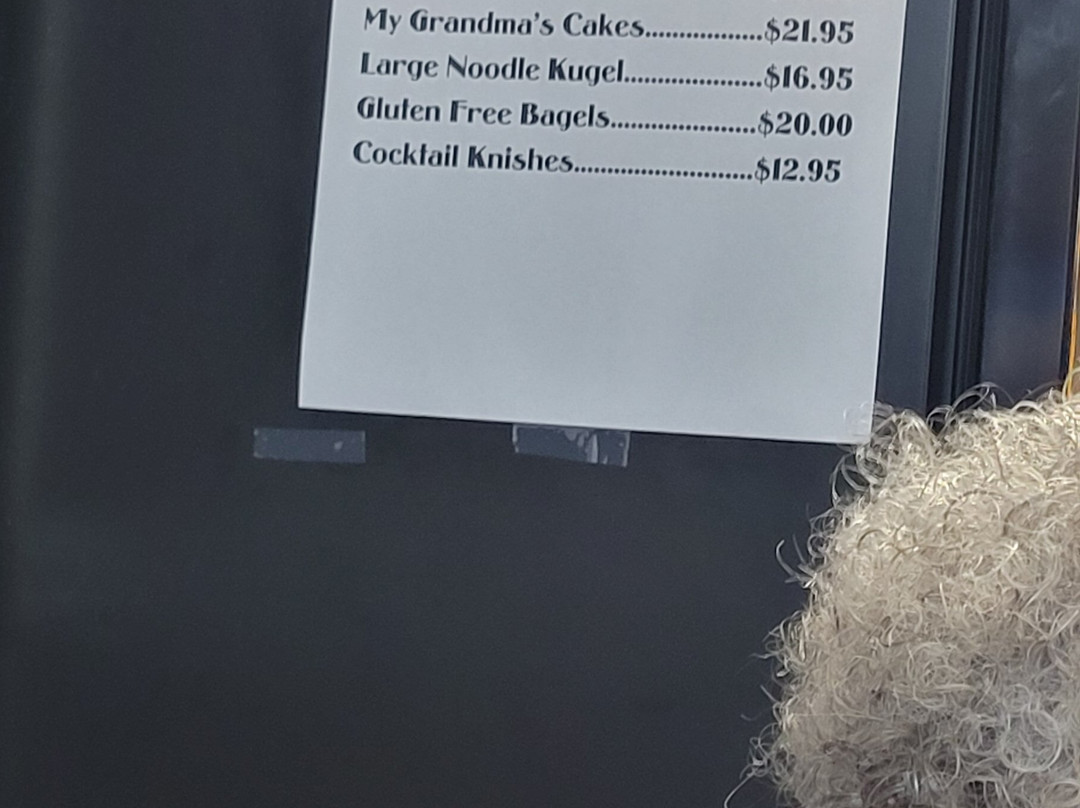 My Grandma's Cakes.................$21.95
Large Noodle Kugel....................$16.95
Gluten Free Bagels......................$20.00
Cocktail Knishes...........................$12.95